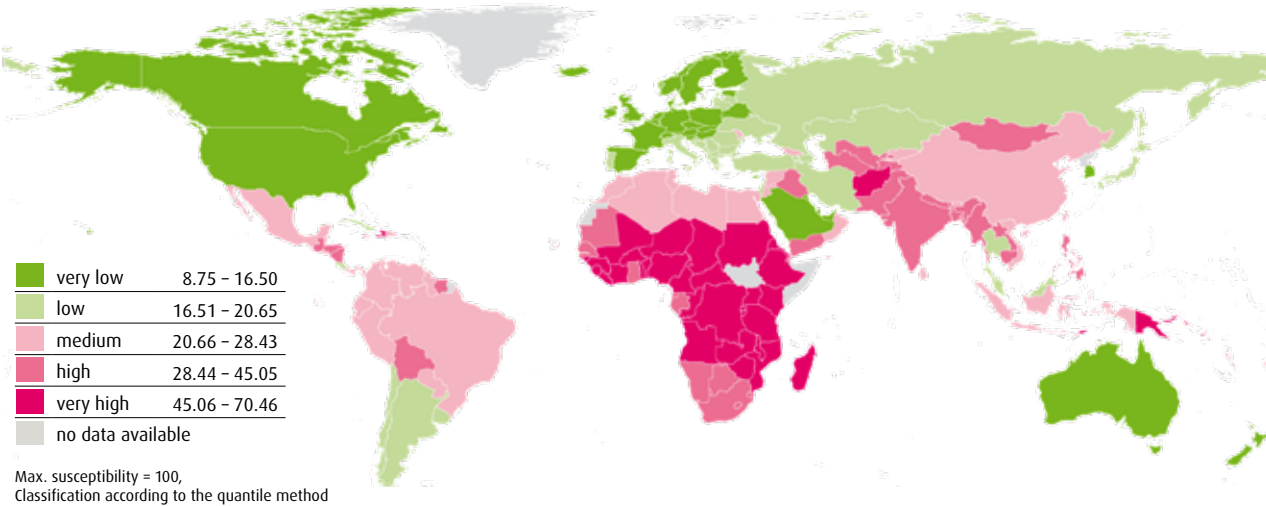 very low 8.75 – 16.50
low 16.51 – 20.65
medium 20.66 – 28.43
high 28.44 – 45.05
very high 45.06 – 70.46
no data available
Max. susceptibility = 100,
Classification according to the quantile method